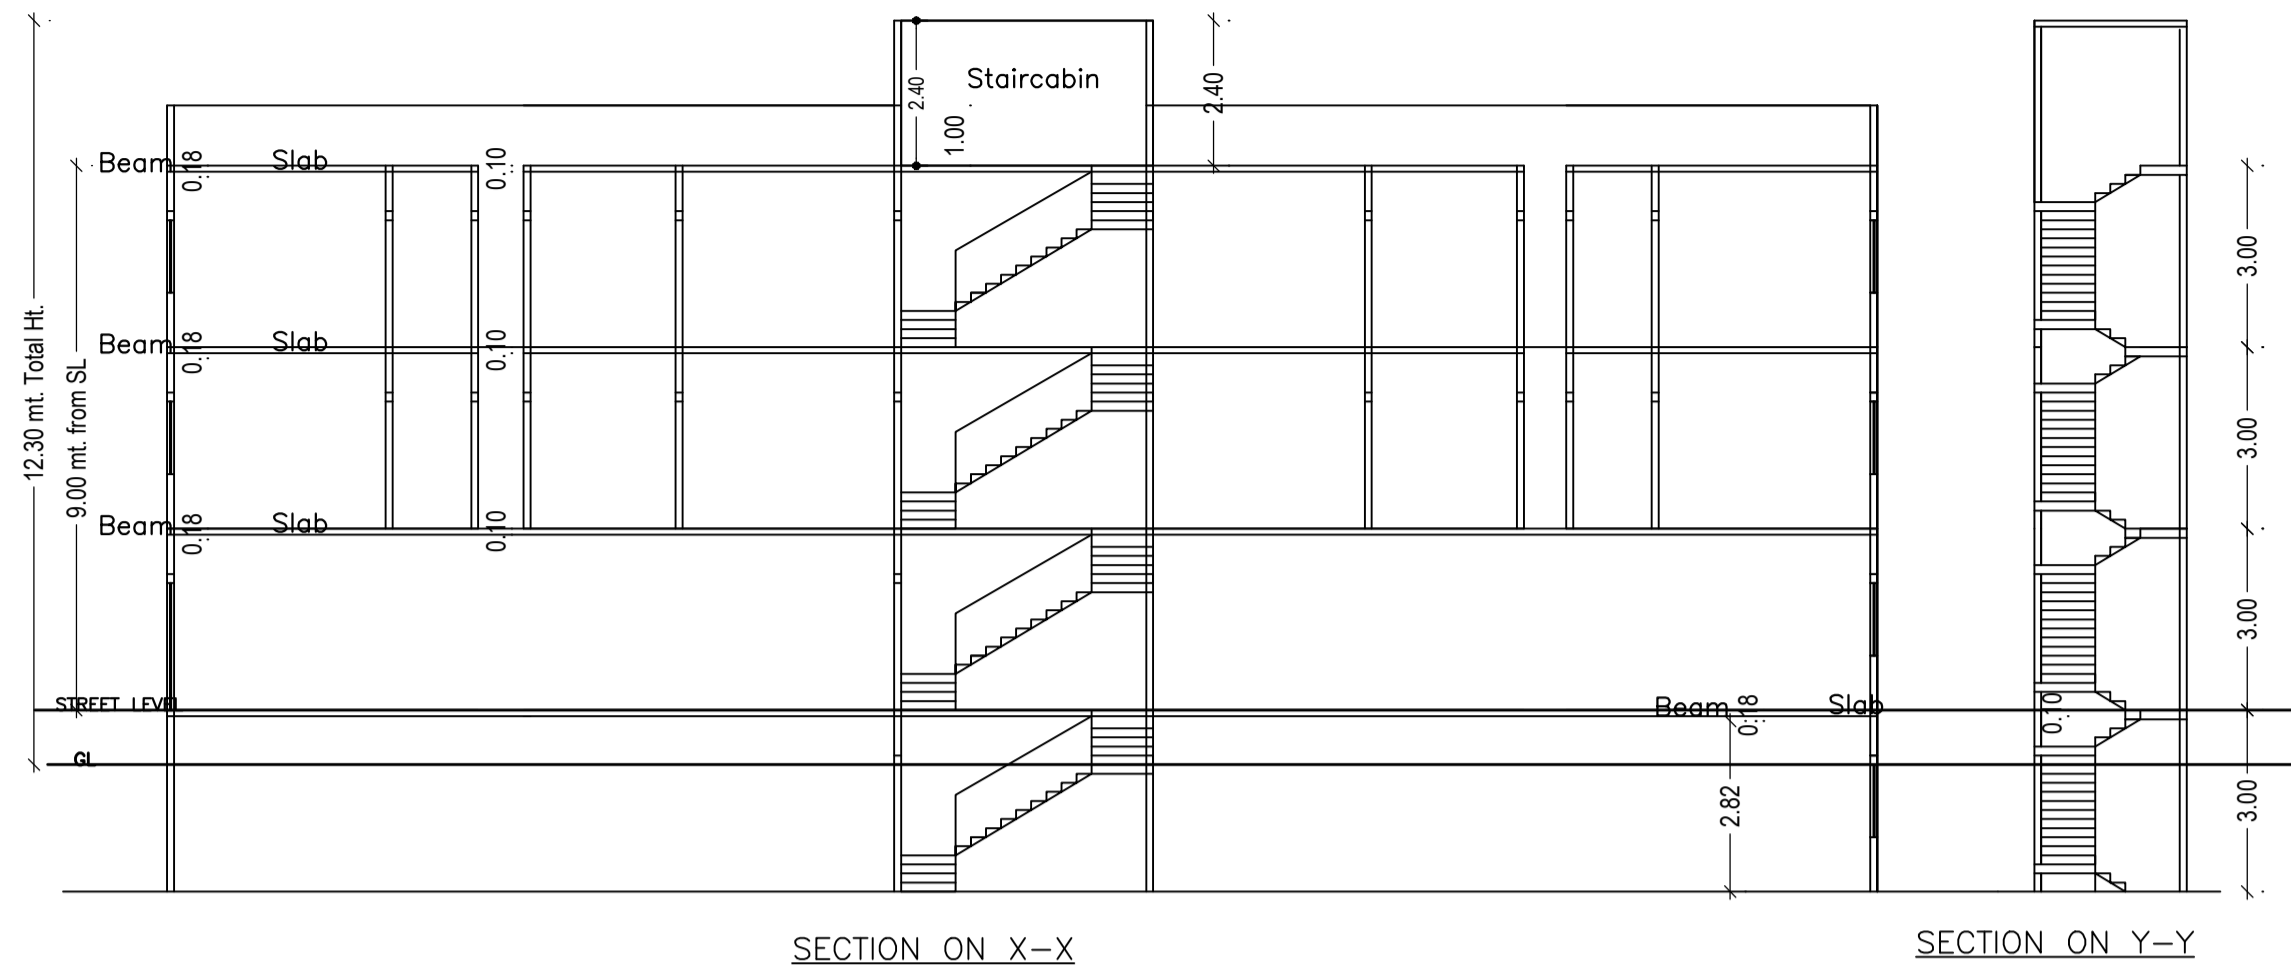 Staircabin
2.40
1.00
2.40
Beam 0.18 Slab 0.10
3.00
12.30 mt. Total Ht.
9.00 mt. from SL
Beam 0.18 Slab 0.10
3.00
Beam 0.18 Slab 0.10
3.00
STREET LEVEL
Beam 0.18 Slab 0.10
GL
2.82
3.00
SECTION ON X-X
SECTION ON Y-Y